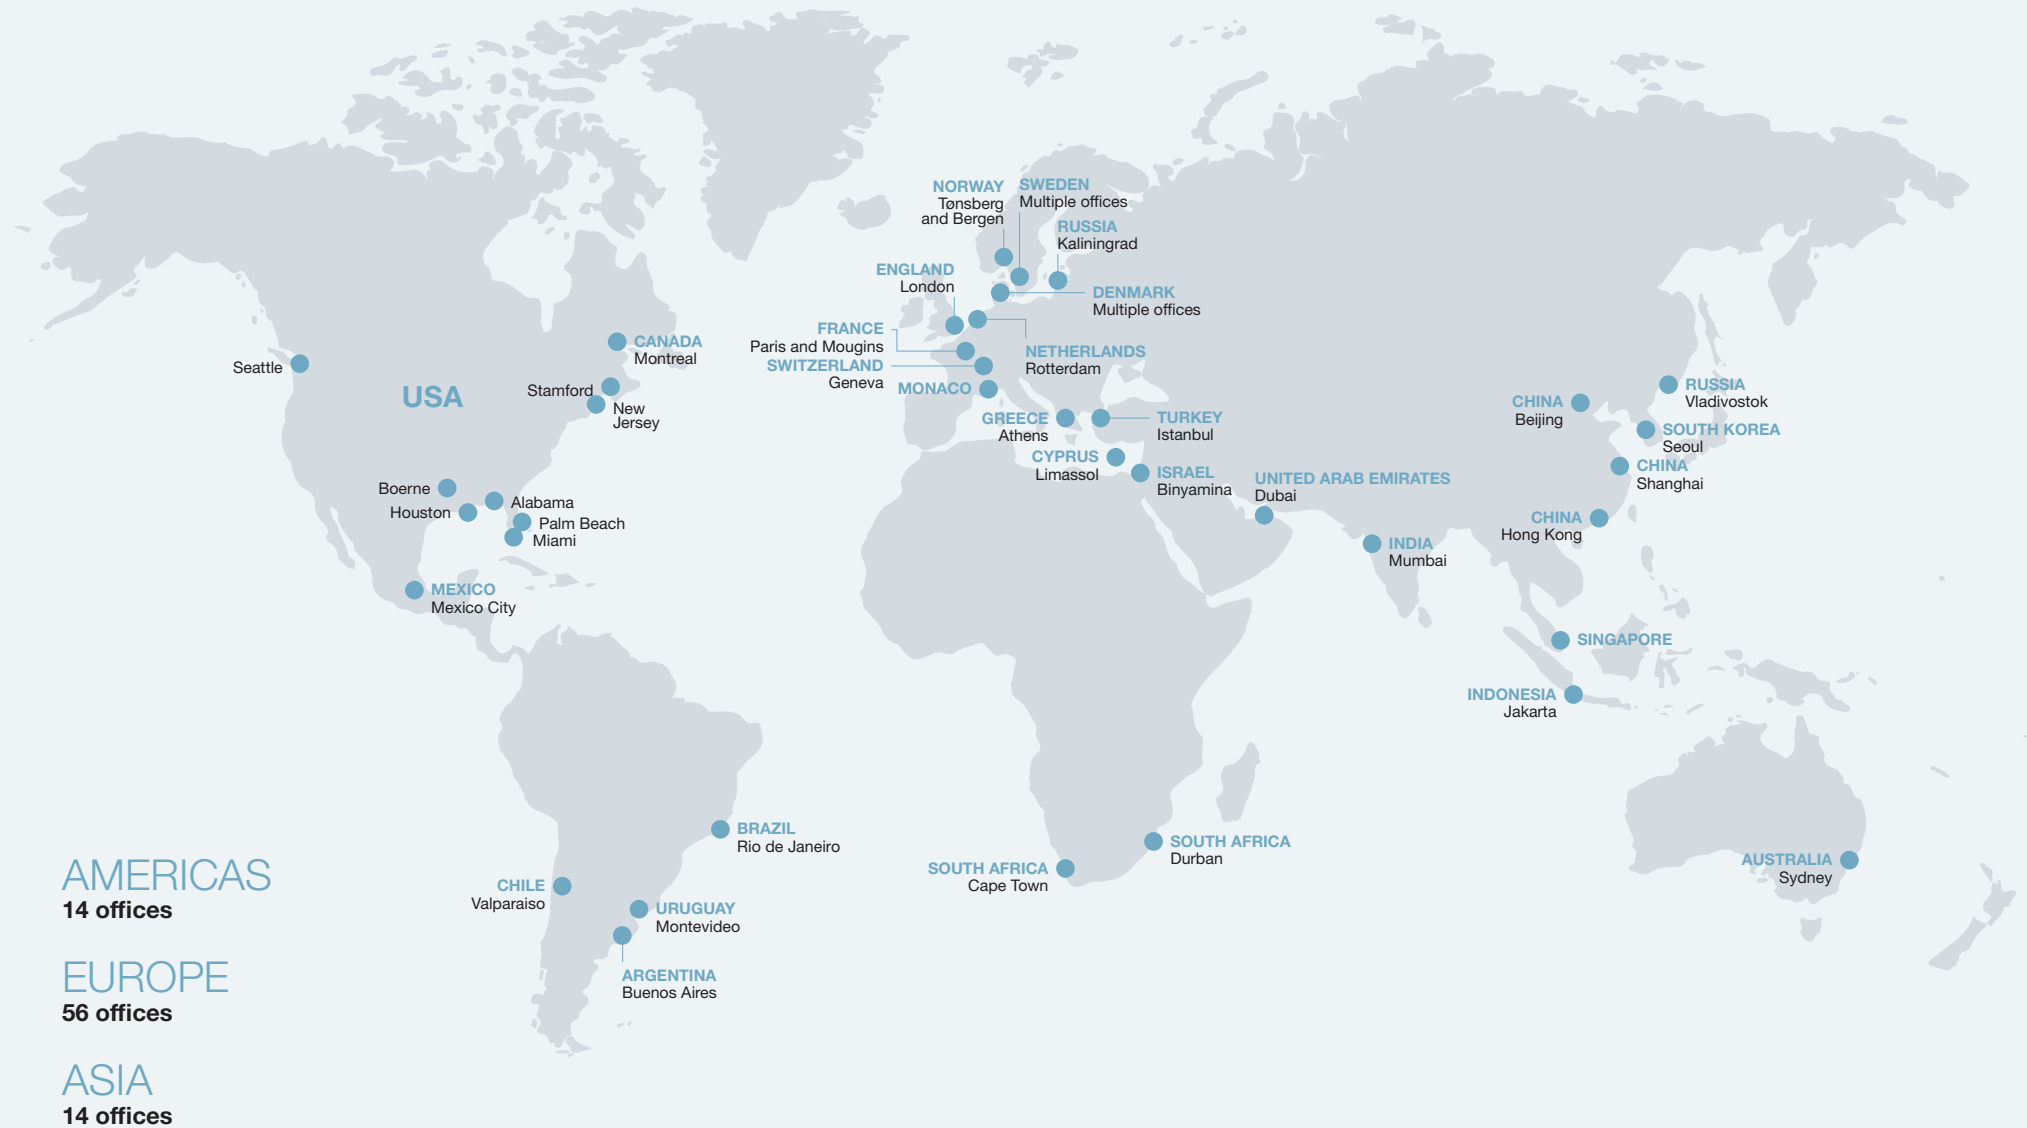 NORWAY
Tønsberg
and Bergen
SWEDEN
Multiple offices
RUSSIA
Kaliningrad
ENGLAND
London
DENMARK
Multiple offices
FRANCE
Paris and Mougins
NETHERLANDS
Rotterdam
SWITZERLAND
Geneva
MONACO
GREECE
Athens
TURKEY
Istanbul
CYPRUS
Limassol
ISRAEL
Binyamina
UNITED ARAB EMIRATES
Dubai
CANADA
Montreal
Seattle
USA
Stamford
New
Jersey
Boerne
Houston
Alabama
Palm Beach
Miami
MEXICO
Mexico City
RUSSIA
Vladivostok
CHINA
Beijing
SOUTH KOREA
Seoul
CHINA
Shanghai
CHINA
Hong Kong
INDIA
Mumbai
SINGAPORE
INDONESIA
Jakarta
BRAZIL
Rio de Janeiro
CHILE
Valparaiso
URUGUAY
Montevideo
ARGENTINA
Buenos Aires
SOUTH AFRICA
Durban
SOUTH AFRICA
Cape Town
AUSTRALIA
Sydney
AMERICAS
14 offices
EUROPE
56 offices
ASIA
14 offices